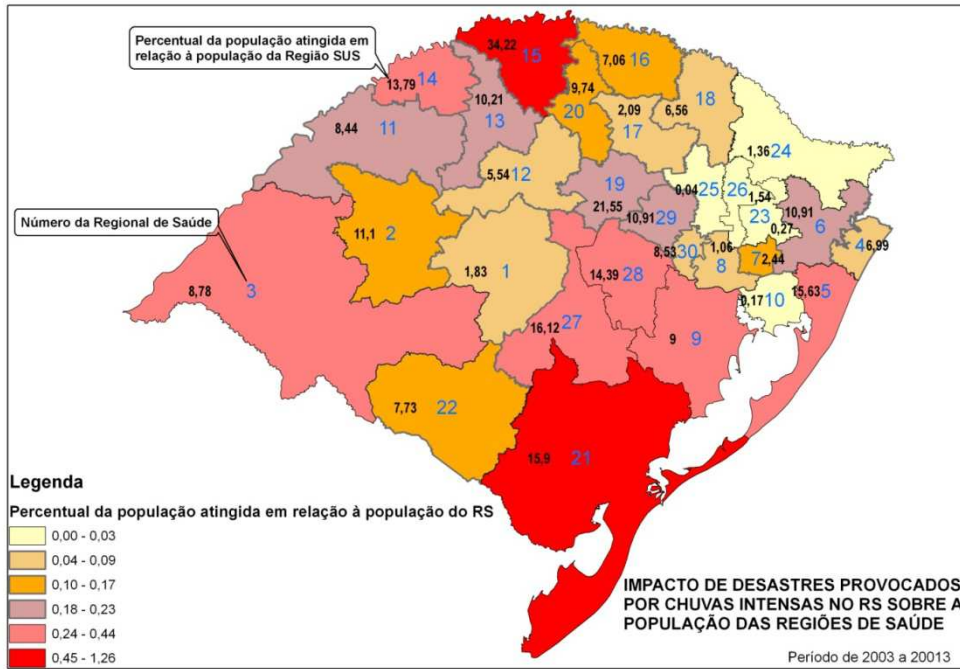 Percentual da população atingida em
relação à população da Região SUS
34,22 15
7,06 16
13,79 14
9,74 20
10,21 13
2,09 17
6,56 18
8,44 11
1,36 24
5,54 12
19 21,55
0,04 25
26 1,54
23 0,27
10,91 6
10,91 29
Número da Regional de Saúde
11,1 2
8,53 30
1,06 8
7 2,44
4 6,99
1,83 1
14,39 28
0,17 10
15,63 5
8,78 3
16,12 27
9 9
7,73 22
15,9 21
Legenda
Percentual da população atingida em relação à população do RS
0,00 - 0,03
0,04 - 0,09
0,10 - 0,17
0,18 - 0,23
0,24 - 0,44
0,45 - 1,26
IMPACTO DE DESASTRES PROVOCADOS
POR CHUVAS INTENSAS NO RS SOBRE A
POPULAÇÃO DAS REGIÕES DE SAÚDE
Período de 2003 a 20013